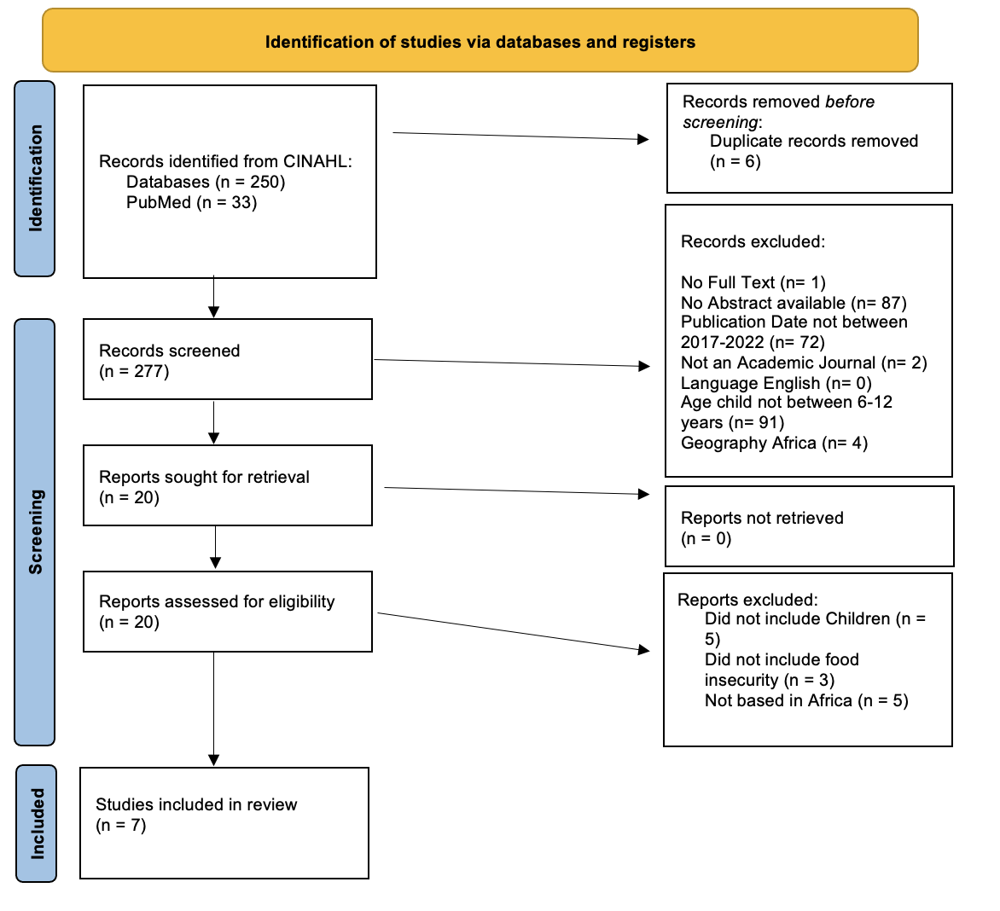 Identification of studies via databases and registers
Identification
Records identified from CINAHL:
Databases (n = 250)
PubMed (n = 33)
Records removed before
screening:
Duplicate records removed
(n = 6)
Screening
Records screened
(n = 277)
Records excluded:
No Full Text (n= 1)
No Abstract available (n= 87)
Publication Date not between
2017-2022 (n= 72)
Not an Academic Journal (n= 2)
Language English (n= 0)
Age child not between 6-12
years (n= 91)
Geography Africa (n= 4)
Reports sought for retrieval
(n = 20)
Reports not retrieved
(n = 0)
Reports assessed for eligibility
(n = 20)
Reports excluded:
Did not include Children (n =
5)
Did not include food
insecurity (n = 3)
Not based in Africa (n = 5)
Included
Studies included in review
(n = 7)